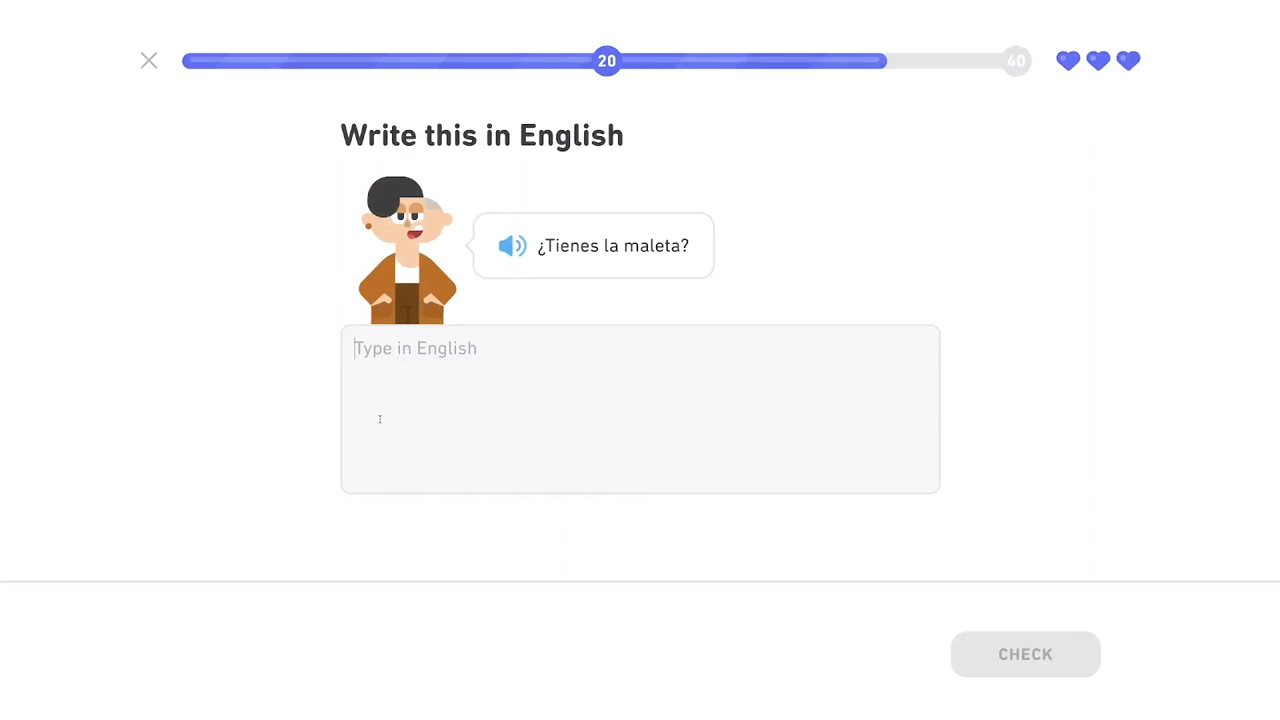 20
40
Write this in English
¿Tienes la maleta?
Type in English
CHECK